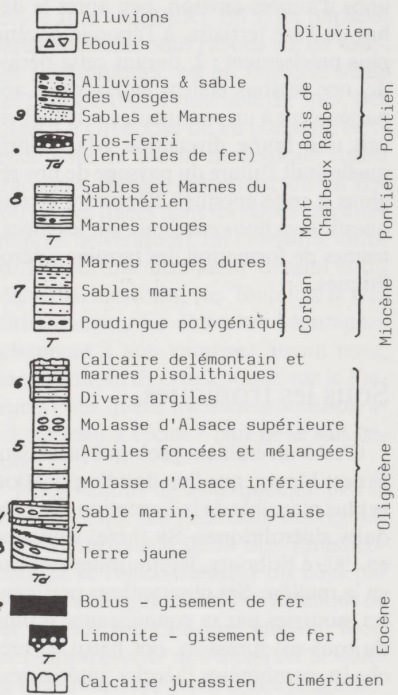 Alluvions
Eboulis
Diluvien
Alluvions & sable
des Vosges
9 Sables et Marnes
Flos-Ferri
(lentilles de fer)
Td
Bois de
Raube
Pontien
8 Sables et Marnes du
Minothérien
Marnes rouges
T
Mont
Chaibeux
Pontien
Marnes rouges dures
7 Sables marins
Poudingue polygénique
T
Corban
Miocène
Calcaire delémontain et
6 marnes pisolithiques
Divers argiles
Molasse d'Alsace supérieure
5 Argiles foncées et mélangées
Molasse d'Alsace inférieure
Sable marin, terre glaise
T
Terre jaune
Td
Oligocène
Bolus - gisement de fer
Limonite - gisement de fer
T
Eocène
Calcaire jurassien Ciméridien